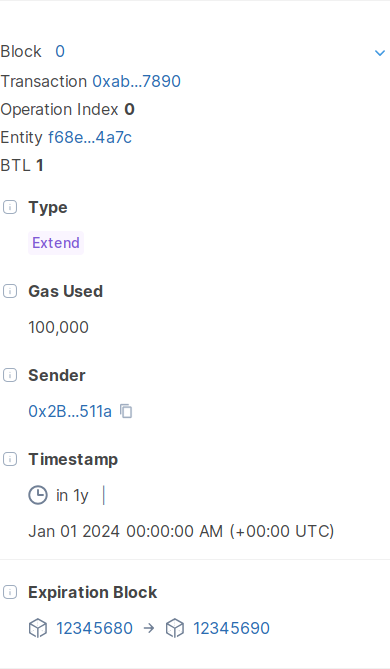 Block 0
Transaction 0xab...7890
Operation Index 0
Entity f68e...4a7c
BTL 1
Type
Extend
Gas Used
100,000
Sender
0x2B...511a
Timestamp
in 1y |
Jan 01 2024 00:00:00 AM (+00:00 UTC)
Expiration Block
12345680 → 12345690